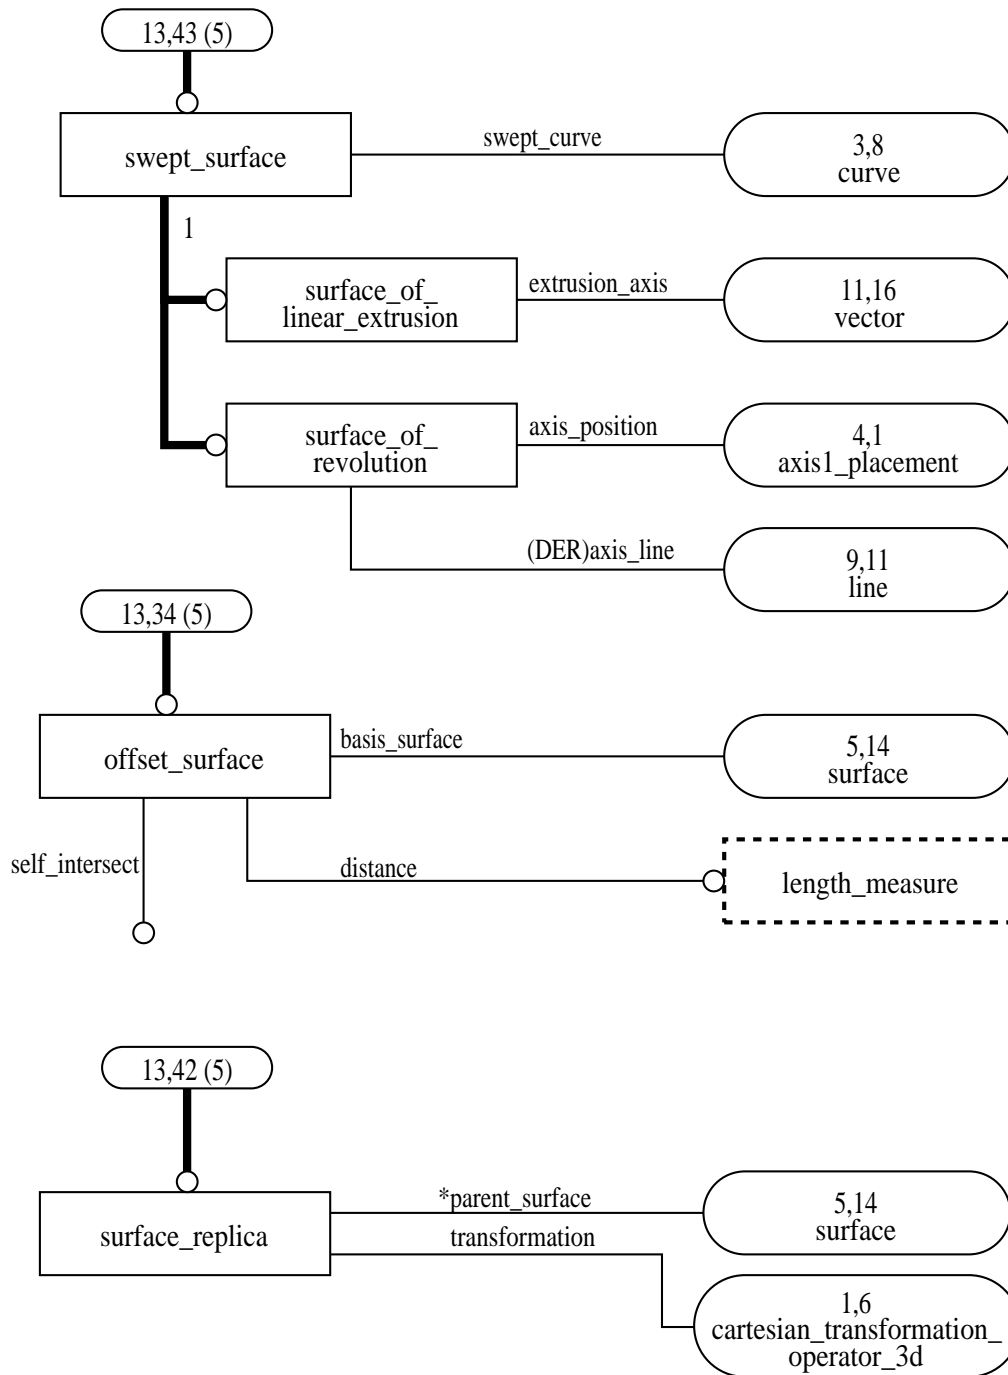 13,43 (5)
swept_surface
swept_curve
3,8
curve
1
surface_of_
linear_extrusion
extrusion_axis
11,16
vector
surface_of_
revolution
axis_position
4,1
axis1_placement
(DER)axis_line
9,11
line
13,34 (5)
offset_surface
basis_surface
5,14
surface
self_intersect
distance
length_measure
13,42 (5)
surface_replica
*parent_surface
5,14
surface
transformation
1,6
cartesian_transformation_
operator_3d